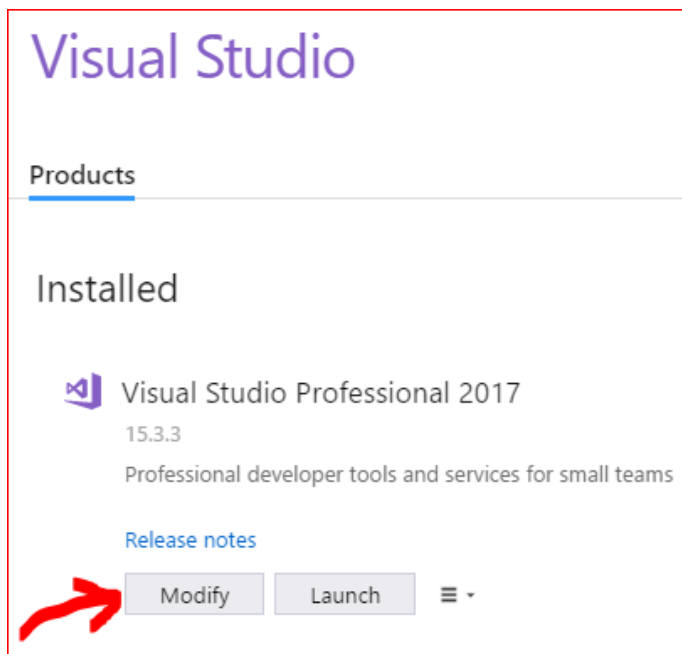 Visual Studio
Products
Installed
Visual Studio Professional 2017
15.3.3
Professional developer tools and services for small teams
Release notes
Modify Launch